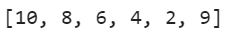 [10, 8, 6, 4, 2, 9]